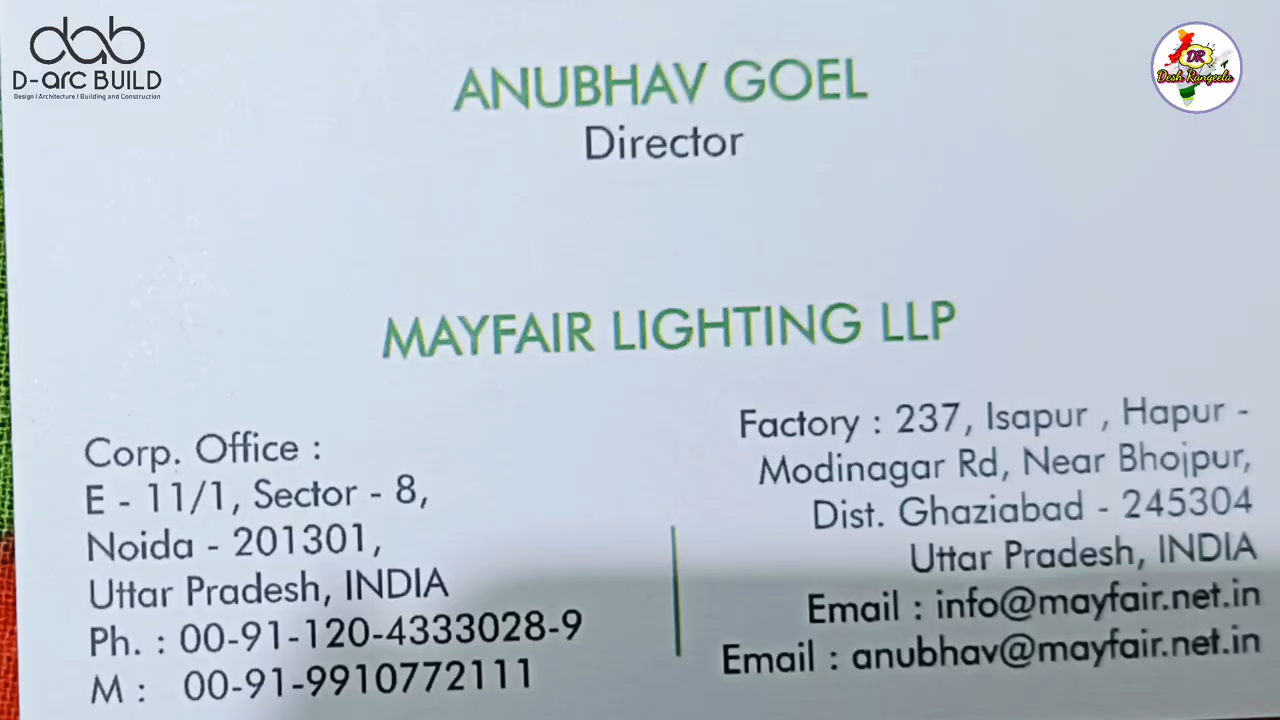 dab
D-arc BUILD
Design | Architecture | Building and Construction
DR
Desh Rangeela
ANUBHAV GOEL
Director
MAYFAIR LIGHTING LLP
Corp. Office :
E - 11/1, Sector - 8,
Noida - 201301,
Uttar Pradesh, INDIA
Ph. : 00-91-120-4333028-9
M : 00-91-9910772111
Factory : 237, Isapur , Hapur -
Modinagar Rd, Near Bhojpur,
Dist. Ghaziabad - 245304
Uttar Pradesh, INDIA
Email : info@mayfair.net.in
Email : anubhav@mayfair.net.in